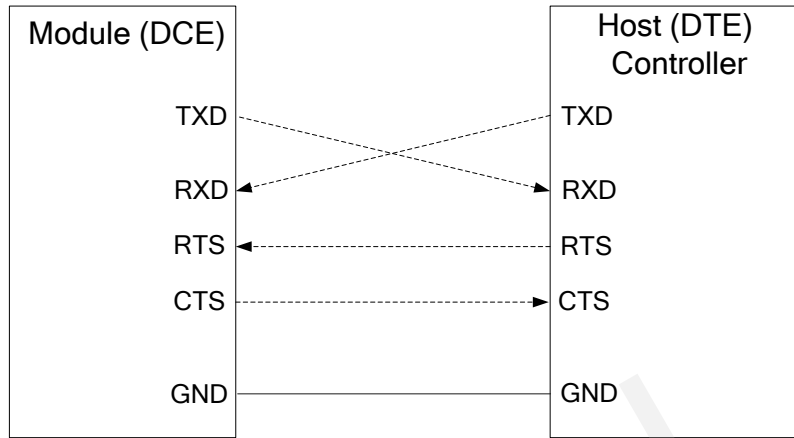 Module (DCE)
TXD
RXD
RTS
CTS
GND
Host (DTE)
Controller
TXD
RXD
RTS
CTS
GND